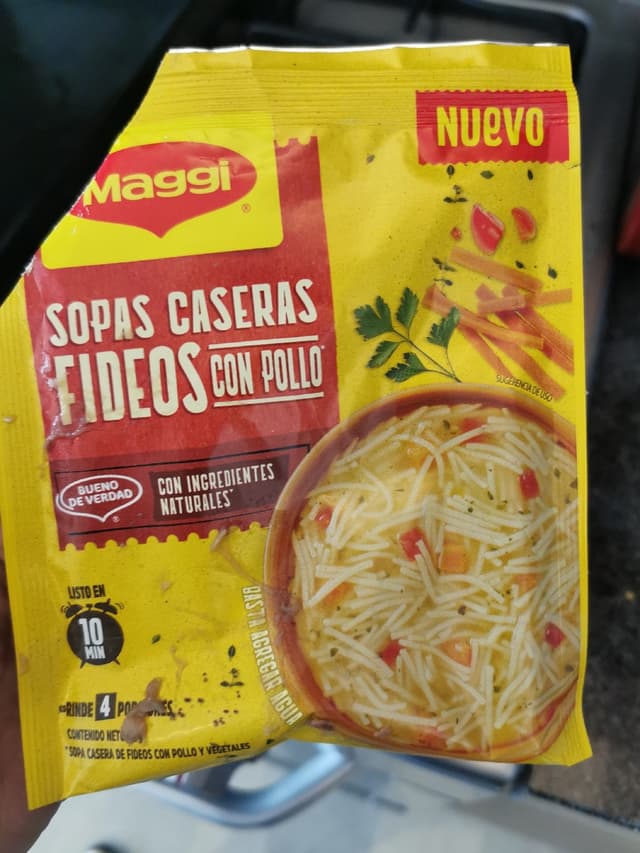 NUEVO
Maggi
®
SOPAS CASERAS
FIDEOS CON POLLO*
SUGERENCIA DE USO
BUENO
DE VERDAD
®
CON INGREDIENTES
NATURALES*
LISTO EN
10
MIN
BASTA AGREGAR AGUA
RINDE 4
CONTENIDO
*SOPA CASERA DE FIDEOS CON POLLO Y VEGETALES